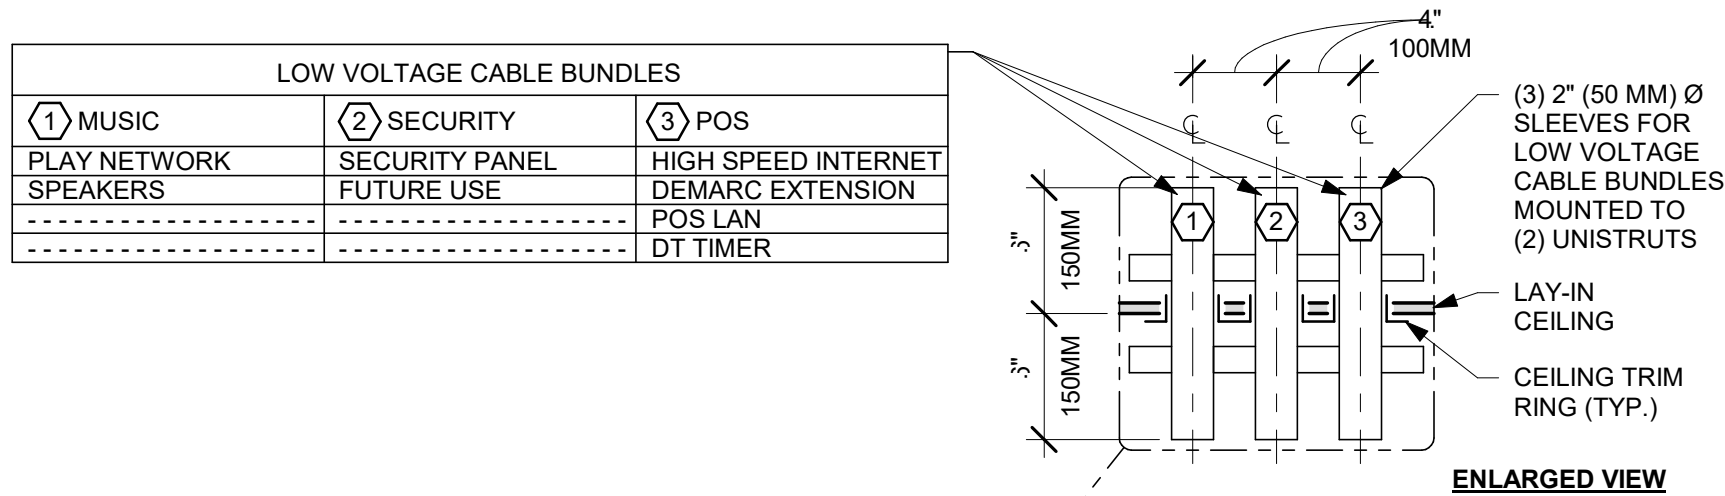 LOW VOLTAGE CABLE BUNDLES
1 MUSIC 2 SECURITY 3 POS
PLAY NETWORK SECURITY PANEL HIGH SPEED INTERNET
SPEAKERS FUTURE USE DEMARC EXTENSION
POS LAN
DT TIMER
4"
100MM
(3) 2" (50 MM) Ø
SLEEVES FOR
LOW VOLTAGE
CABLE BUNDLES
MOUNTED TO
(2) UNISTRUTS
1 2 3
150MM
150MM
LAY-IN
CEILING
CEILING TRIM
RING (TYP.)
ENLARGED VIEW